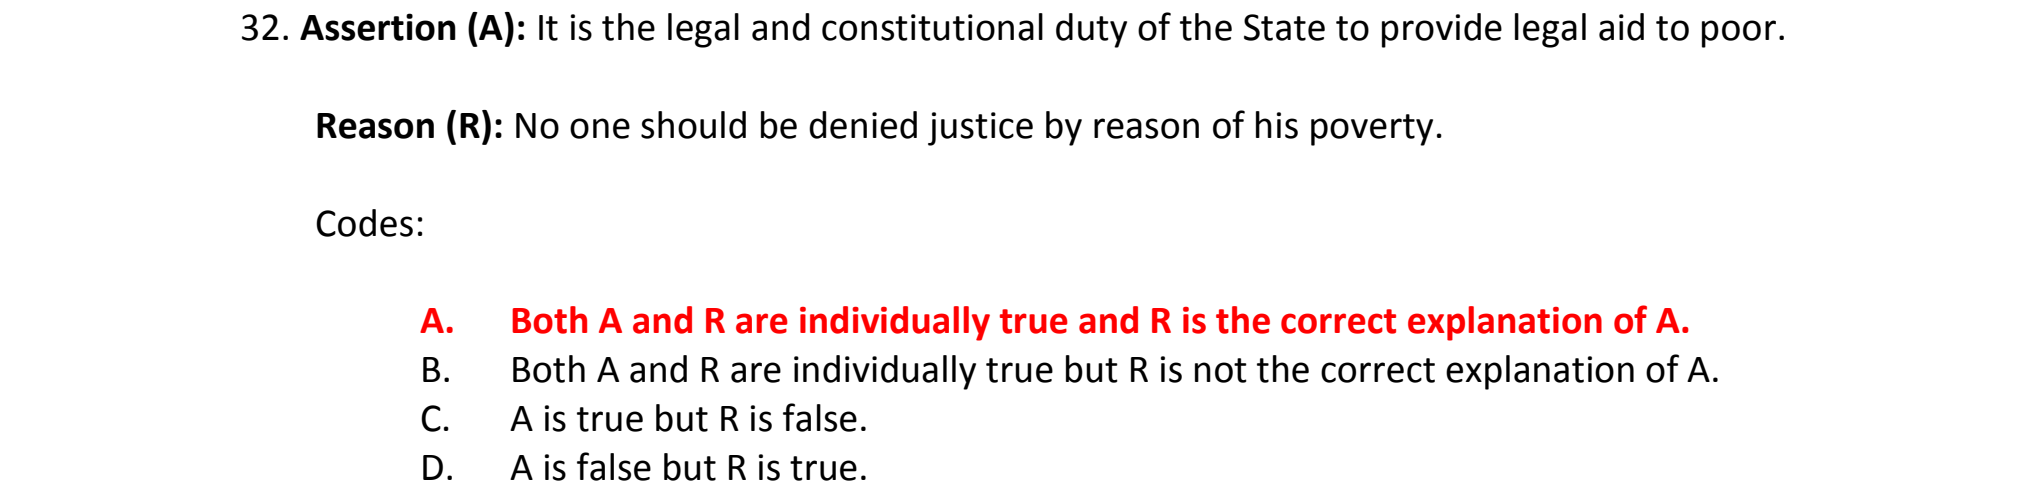 32. Assertion (A): It is the legal and constitutional duty of the State to provide legal aid to poor.
Reason (R): No one should be denied justice by reason of his poverty.
Codes:
A. Both A and R are individually true and R is the correct explanation of A.
B. Both A and R are individually true but R is not the correct explanation of A.
C. A is true but R is false.
D. A is false but R is true.